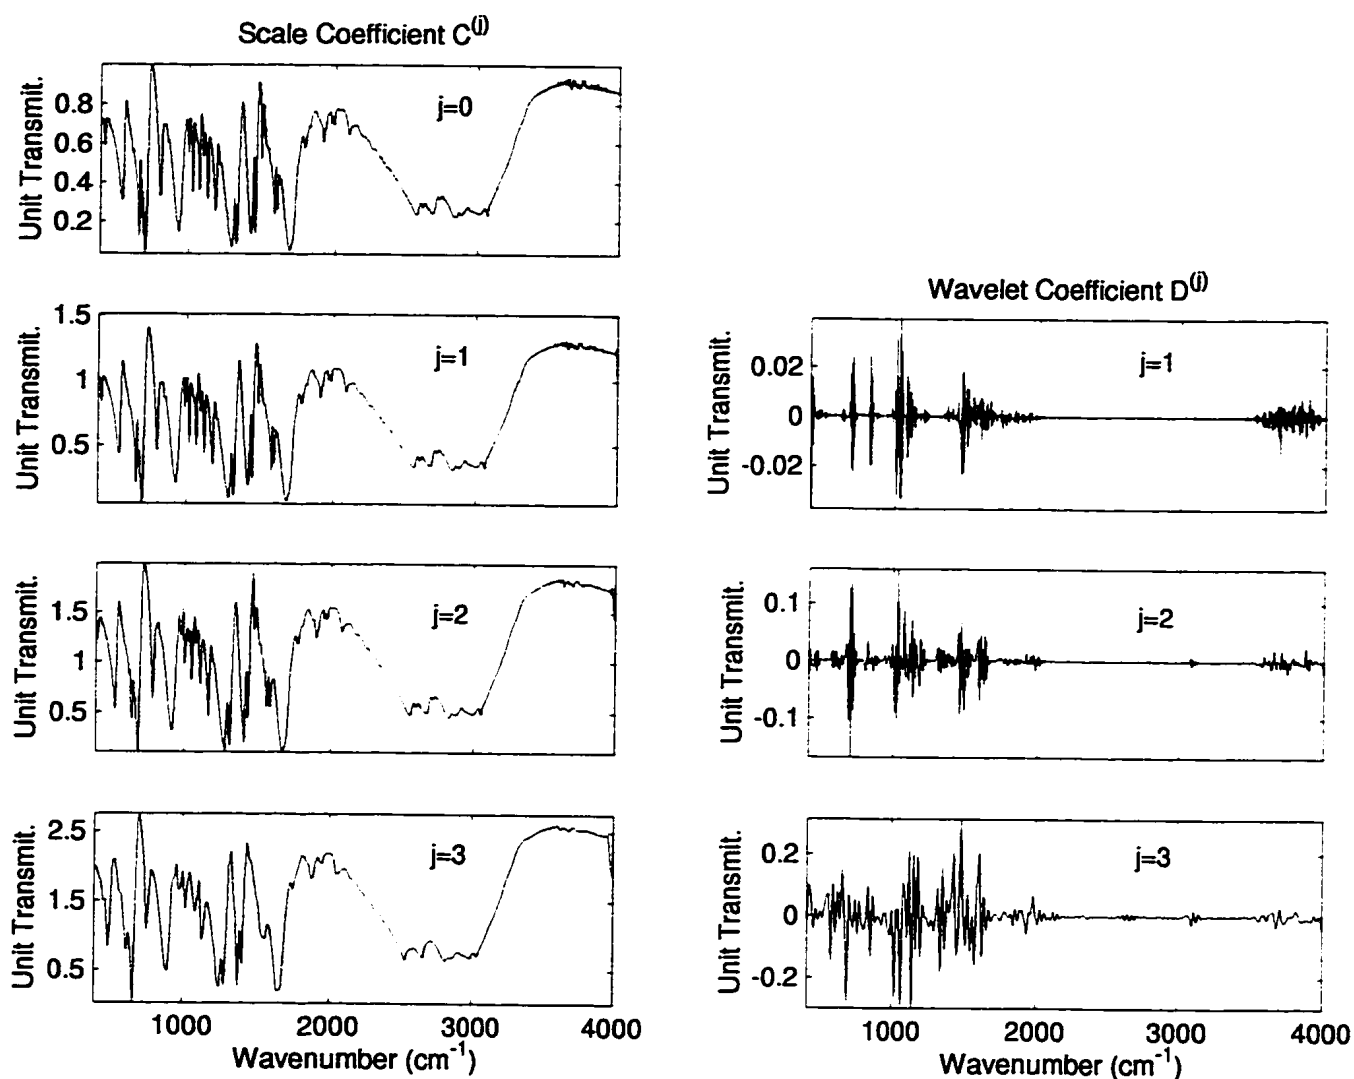 Scale Coefficient C(j)
Unit Transmit.
0.8
0.6
0.4
0.2
j=0
Unit Transmit.
1.5
1
0.5
j=1
Unit Transmit.
1.5
1
0.5
j=2
Unit Transmit.
2.5
1.5
0.5
j=3
1000 2000 3000 4000
Wavenumber (cm-1)
Wavelet Coefficient D(j)
Unit Transmit.
0.02
0
-0.02
j=1
Unit Transmit.
0.1
0
-0.1
j=2
Unit Transmit.
0.2
0
-0.2
j=3
1000 2000 3000 4000
Wavenumber (cm-1)